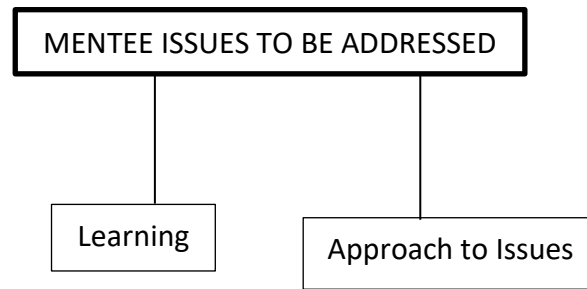 MENTEE ISSUES TO BE ADDRESSED
Learning
Approach to Issues